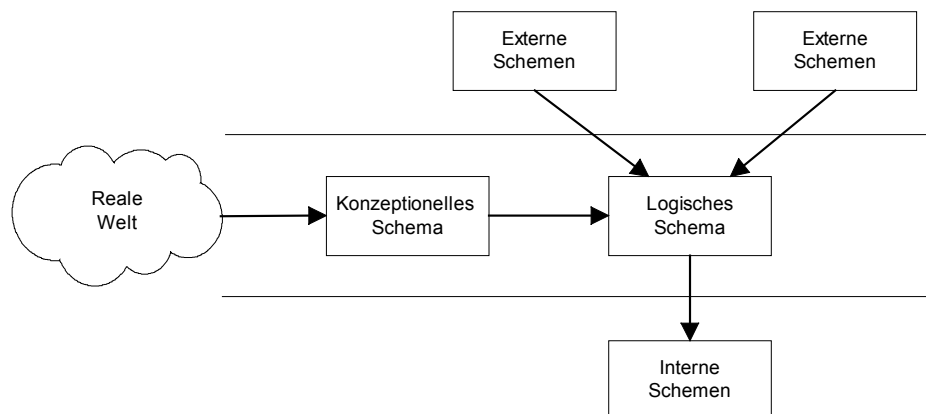 Externe
Schemen
Externe
Schemen
Reale
Welt
Konzeptionelles
Schema
Logisches
Schema
Interne
Schemen